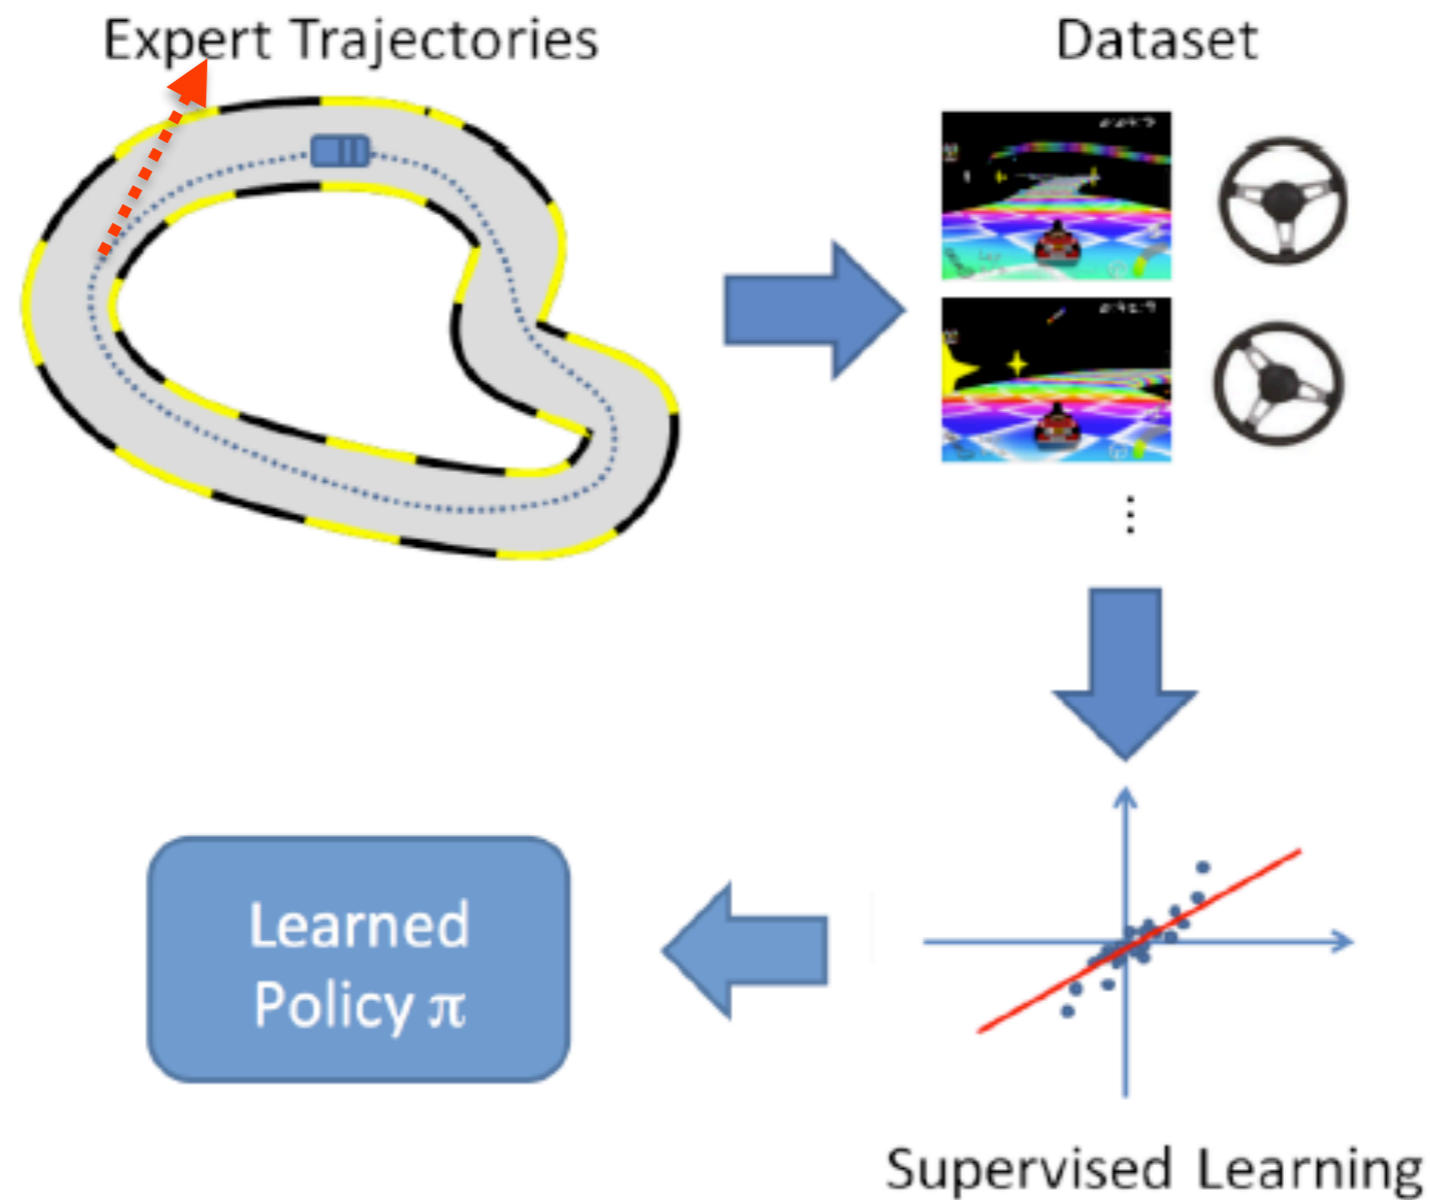 Expert Trajectories
Dataset
Learned
Policy π
Supervised Learning